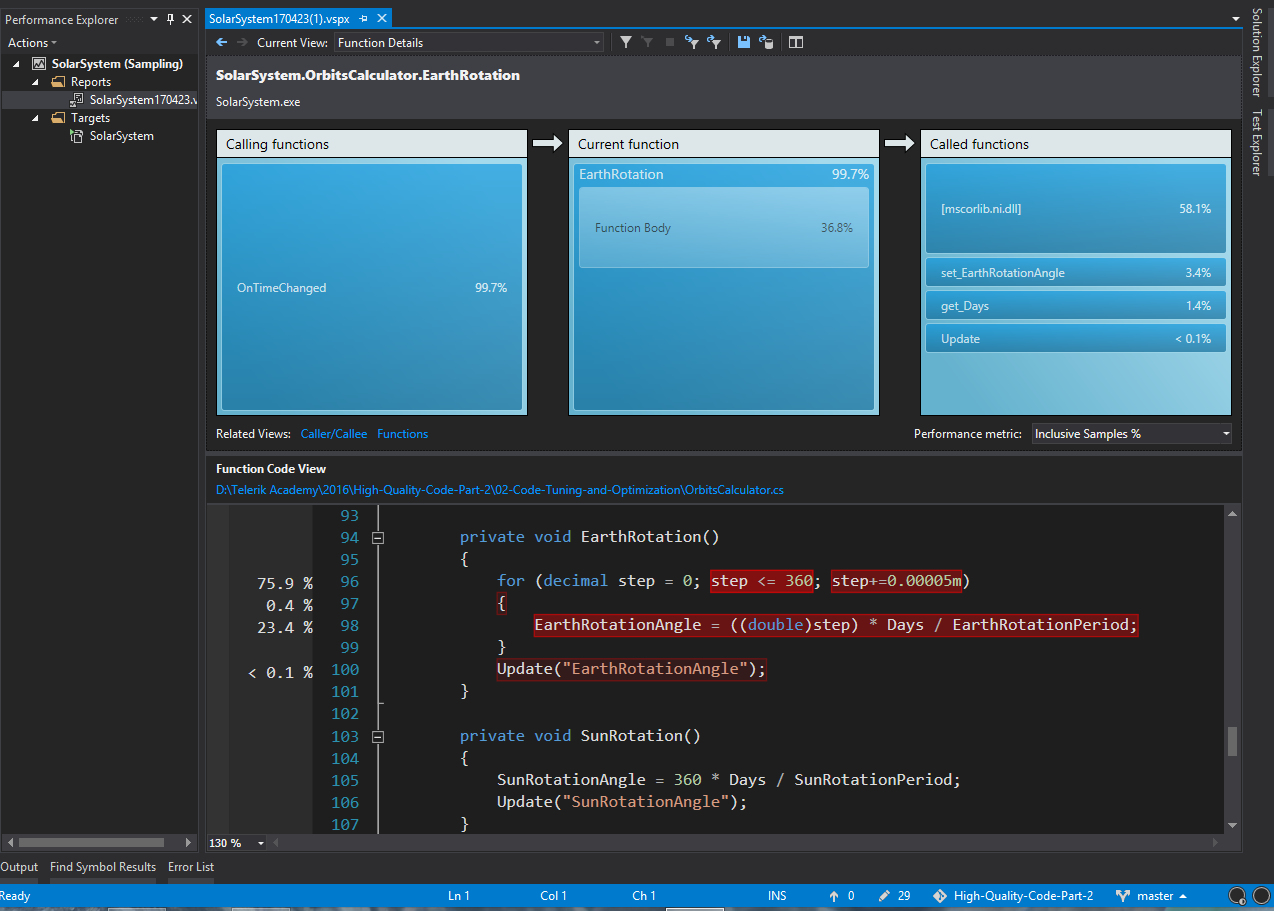 Performance Explorer
Actions
SolarSystem (Sampling)
Reports
SolarSystem170423.v
Targets
SolarSystem
SolarSystem170423(1).vspx
Current View: Function Details
SolarSystem.OrbitsCalculator.EarthRotation
SolarSystem.exe
Calling functions
OnTimeChanged 99.7%
Current function
EarthRotation 99.7%
Function Body 36.8%
Called functions
[mscorlib.ni.dll] 58.1%
set_EarthRotationAngle 3.4%
get_Days 1.4%
Update < 0.1%
Related Views: Caller/Callee Functions
Performance metric: Inclusive Samples %
Function Code View
D:\Telerik Academy\2016\High-Quality-Code-Part-2\02-Code-Tuning-and-Optimization\OrbitsCalculator.cs
93
94 private void EarthRotation()
95 {
75.9 % 96 for (decimal step = 0; step <= 360; step+=0.00005m)
0.4 % 97 {
23.4 % 98 EarthRotationAngle = ((double)step) * Days / EarthRotationPeriod;
99 }
< 0.1 % 100 Update("EarthRotationAngle");
101 }
102
103 private void SunRotation()
104 {
105 SunRotationAngle = 360 * Days / SunRotationPeriod;
106 Update("SunRotationAngle");
107 }
130 %
Solution Explorer
Test Explorer
Output Find Symbol Results Error List
Ready Ln 1 Col 1 Ch 1 INS 0 29 High-Quality-Code-Part-2 master